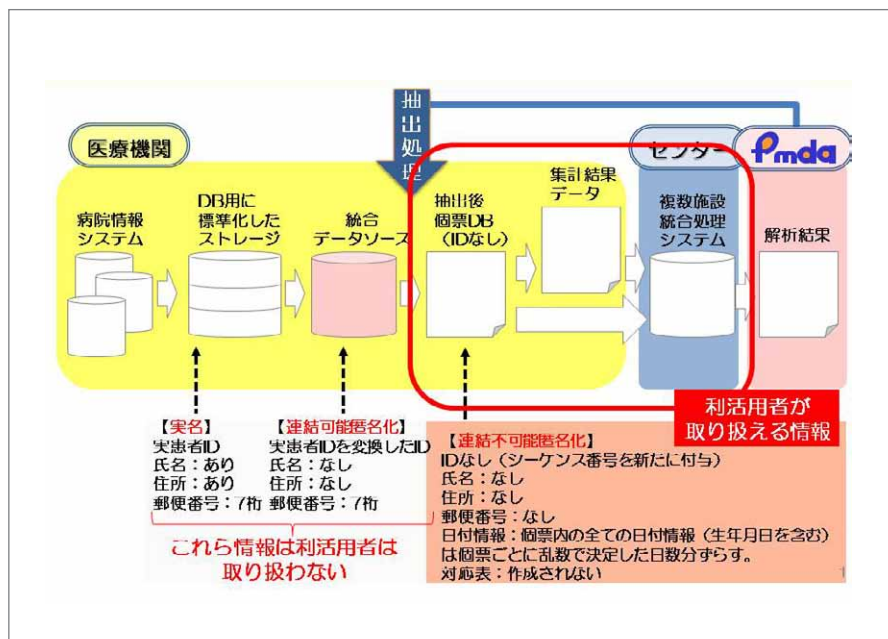 抽出処理
医療機関
センター
Pmda
病院情報
システム
DB用に
標準化した
ストレージ
統合
データソース
抽出後
個票DB
(IDなし)
集計結果
データ
複数施設
統合処理
システム
解析結果
利活用者が
取り扱える情報
【実名】
実患者ID
氏名:あり
住所:あり
郵便番号:7桁
【連結可能匿名化】
実患者IDを変換したID
氏名:なし
住所:なし
郵便番号:7桁
これら情報は利活用者は
取り扱わない
【連結不可能匿名化】
IDなし(シーケンス番号を新たに付与)
氏名:なし
住所:なし
郵便番号:なし
日付情報:個票内の全ての日付情報(生年月日を含む)
は個票ごとに乱数で決定した日数分ずらす。
対応表:作成されない
1